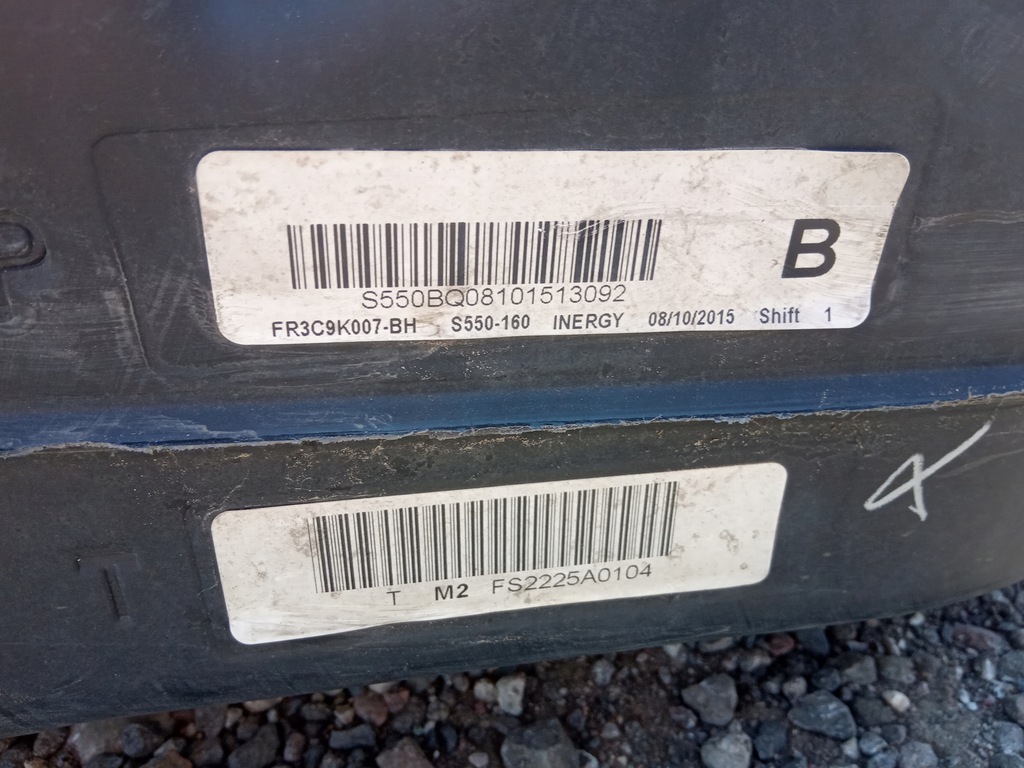 B
S550BQ08101513092
FR3C9K007-BH S550-160 INERGY 08/10/2015 Shift 1
T M2 FS2225A0104
T